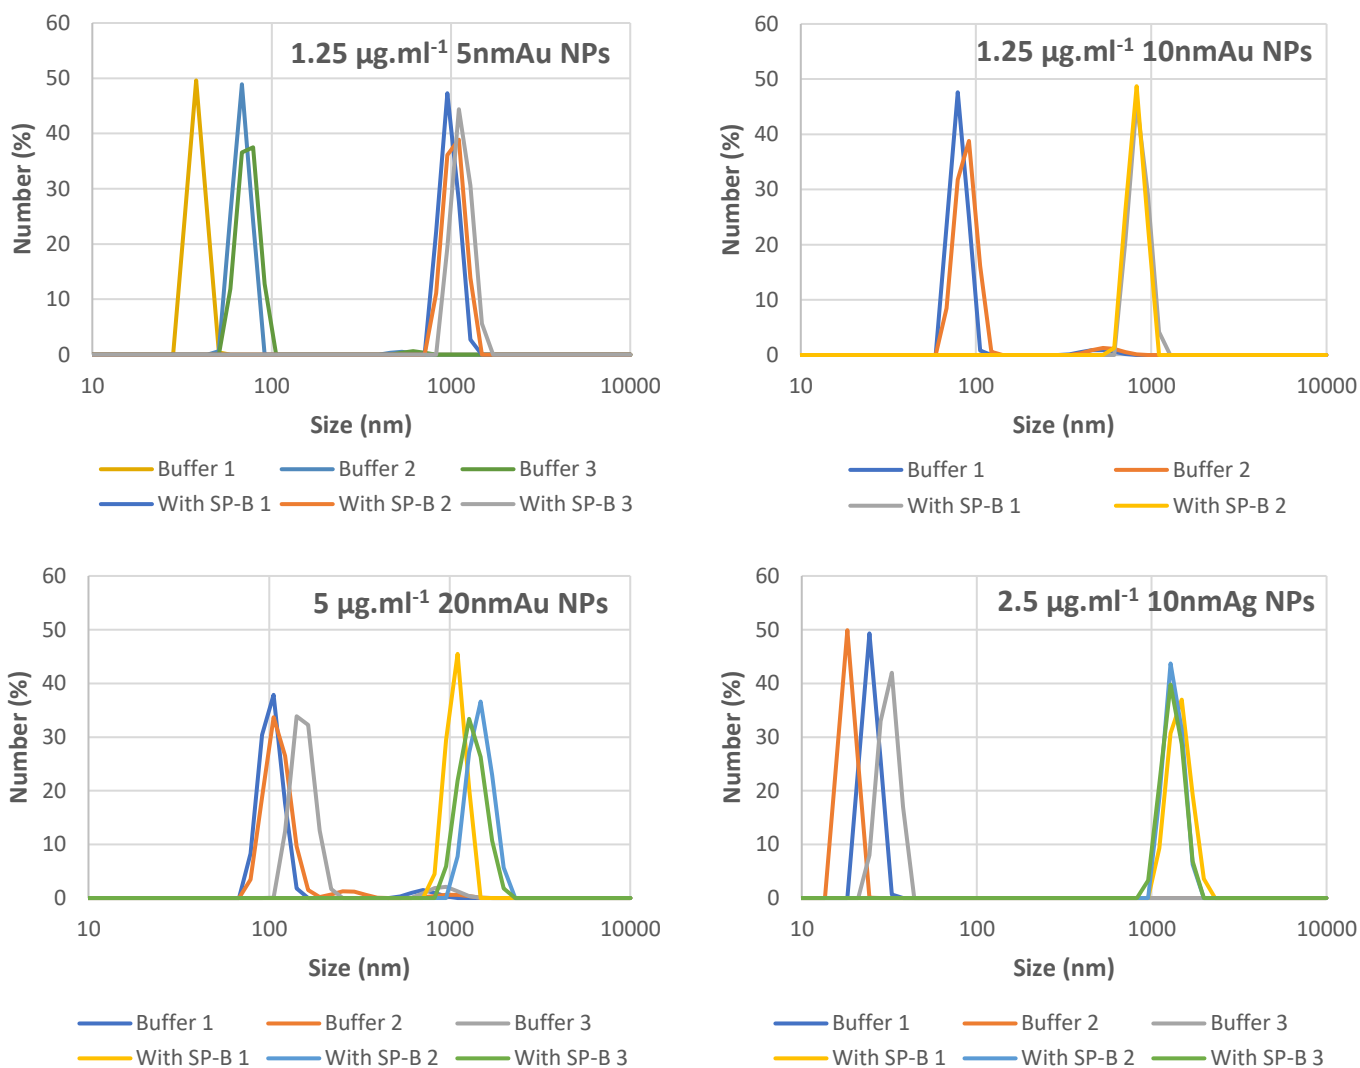 1.25 µg.ml⁻¹ 5nmAu NPs
Number (%)
60
50
40
30
20
10
0
10 100 1000 10000
Size (nm)
Buffer 1 Buffer 2 Buffer 3
With SP-B 1 With SP-B 2 With SP-B 3
1.25 µg.ml⁻¹ 10nmAu NPs
Number (%)
60
50
40
30
20
10
0
10 100 1000 10000
Size (nm)
Buffer 1 Buffer 2
With SP-B 1 With SP-B 2
5 µg.ml⁻¹ 20nmAu NPs
Number (%)
60
50
40
30
20
10
0
10 100 1000 10000
Size (nm)
Buffer 1 Buffer 2 Buffer 3
With SP-B 1 With SP-B 2 With SP-B 3
2.5 µg.ml⁻¹ 10nmAg NPs
Number (%)
60
50
40
30
20
10
0
10 100 1000 10000
Size (nm)
Buffer 1 Buffer 2 Buffer 3
With SP-B 1 With SP-B 2 With SP-B 3